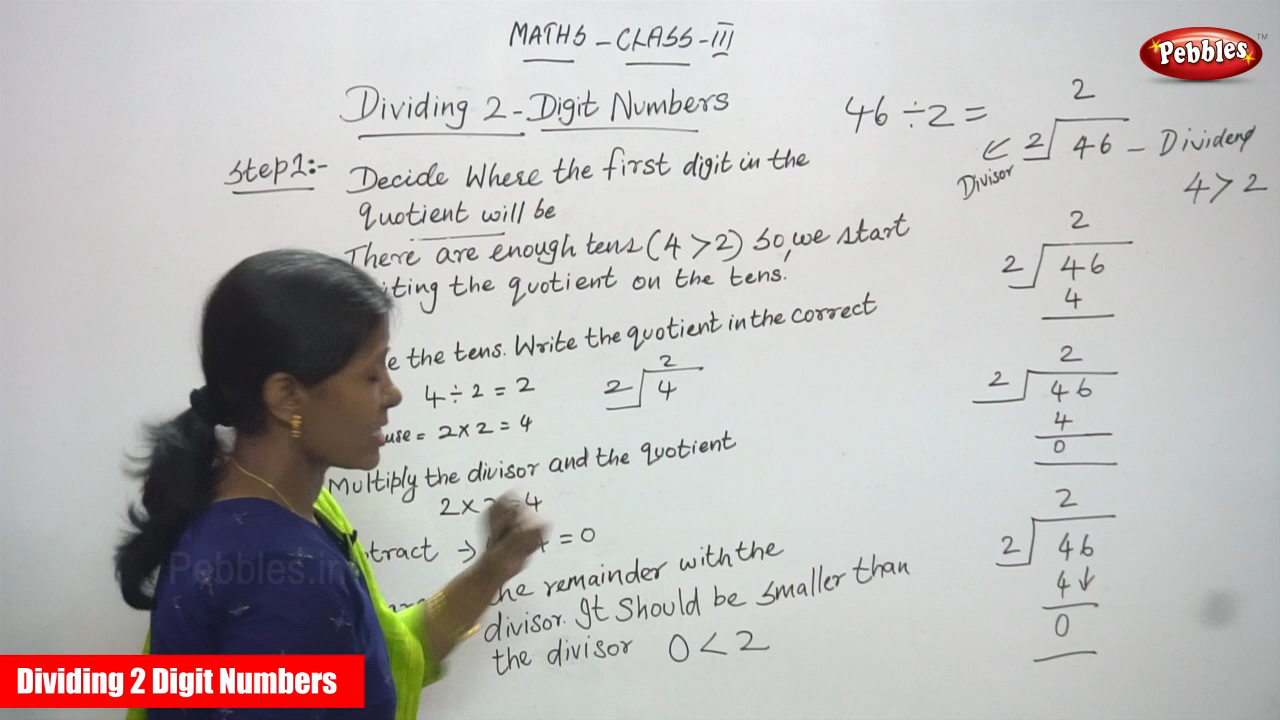 MATHS - CLASS - III
Pebbles TM
Dividing 2 - Digit Numbers
46 ÷ 2 =
2
2 46 - Dividend
Divisor
4 > 2
Step1:- Decide Where the first digit in the
quotient will be
There are enough tens (4 > 2) So, we start
iting the quotient on the tens.
2
2 46
4
e the tens. Write the quotient in the correct
4 ÷ 2 = 2
2
2 4
use = 2 x 2 = 4
2
2 46
4
0
Multiply the divisor and the quotient
2 x = 4
tract → 4 = 0
the remainder with the
divisor. It Should be smaller than
the divisor 0 < 2
2
2 46
4↓
0
Pebbles.in
Dividing 2 Digit Numbers